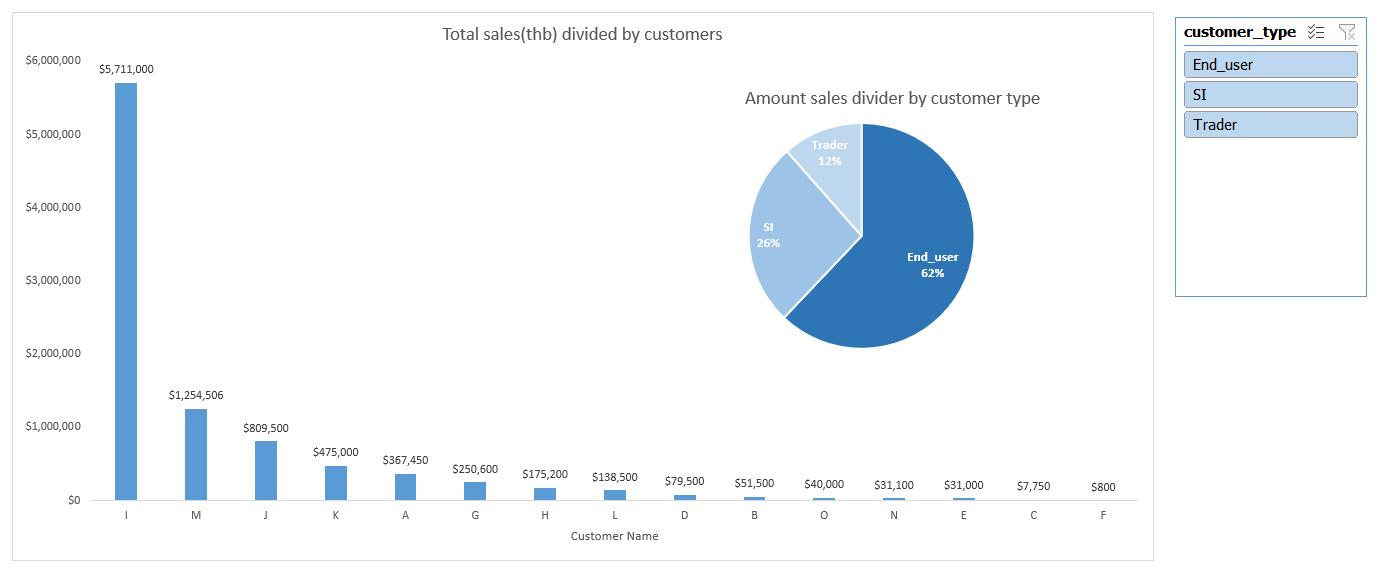 Total sales(thb) divided by customers
$6,000,000
$5,000,000
$4,000,000
$3,000,000
$2,000,000
$1,000,000
$0
$5,711,000
$1,254,506
$809,500
$475,000
$367,450
$250,600
$175,200
$138,500
$79,500
$51,500
$40,000
$31,100
$31,000
$7,750
$800
I
M
J
K
A
G
H
L
D
B
O
N
E
C
F
Customer Name
Amount sales divider by customer type
Trader
12%
SI
26%
End_user
62%
customer_type
End_user
SI
Trader